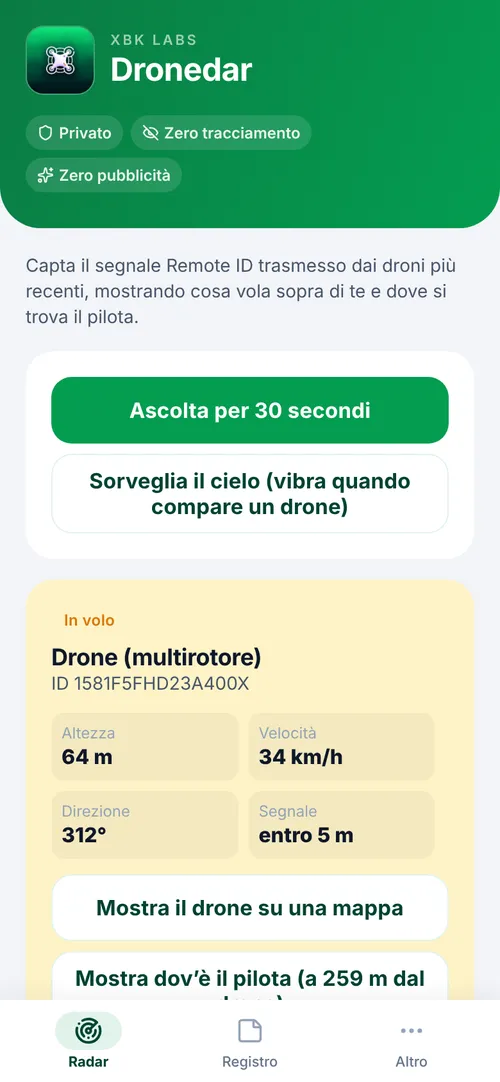 XBK LABS
Dronedar
Privato
Zero tracciamento
Zero pubblicità
Capta il segnale Remote ID trasmesso dai droni più
recenti, mostrando cosa vola sopra di te e dove si
trova il pilota.
Ascolta per 30 secondi
Sorveglia il cielo (vibra quando
compare un drone)
In volo
Drone (multirotore)
ID 1581F5FHD23A400X
Altezza
64 m
Velocità
34 km/h
Direzione
312°
Segnale
entro 5 m
Mostra il drone su una mappa
Mostra dov’è il pilota (a 259 m dal
Radar
Registro
Altro